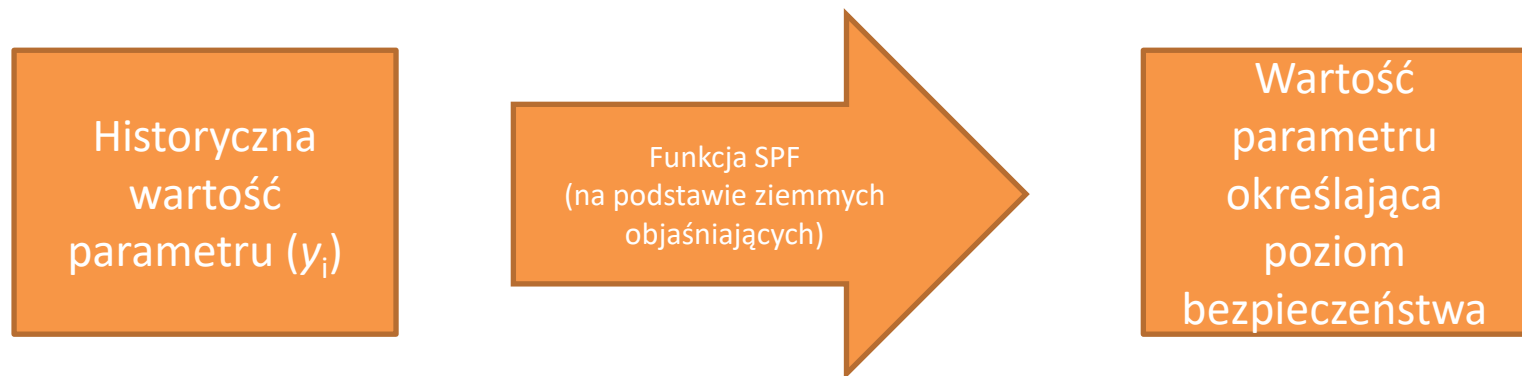 Historyczna
wartość
parametru (yi)
Funkcja SPF
(na podstawie ziemmych
objaśniających)
Wartość
parametru
określająca
poziom
bezpieczeństwa